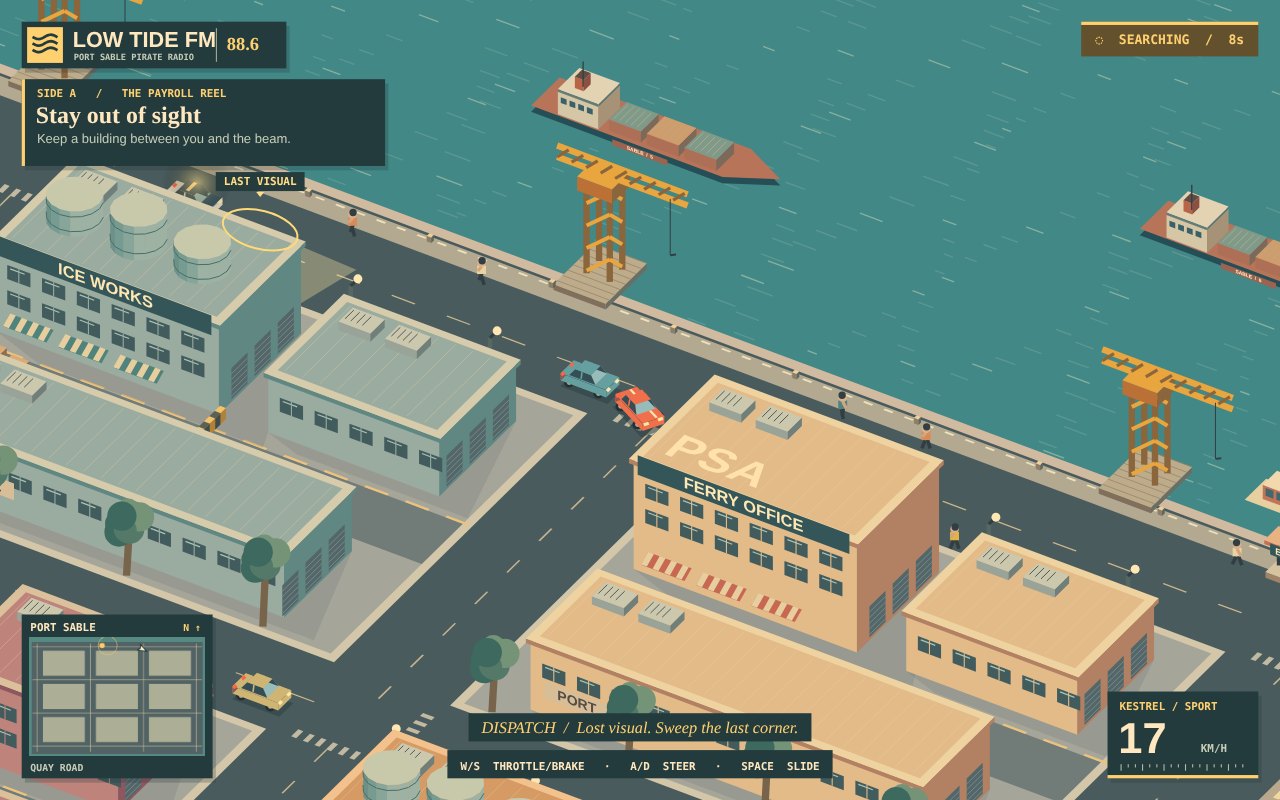 LOW TIDE FM 88.6
PORT SABLE PIRATE RADIO
SEARCHING / 8s
SIDE A / THE PAYROLL REEL
Stay out of sight
Keep a building between you and the beam.
LAST VISUAL
SABLE / 5
ICE WORKS
PSA
FERRY OFFICE
PORT
PORT SABLE N ↑
QUAY ROAD
DISPATCH / Lost visual. Sweep the last corner.
W/S THROTTLE/BRAKE · A/D STEER · SPACE SLIDE
KESTREL / SPORT
17 KM/H